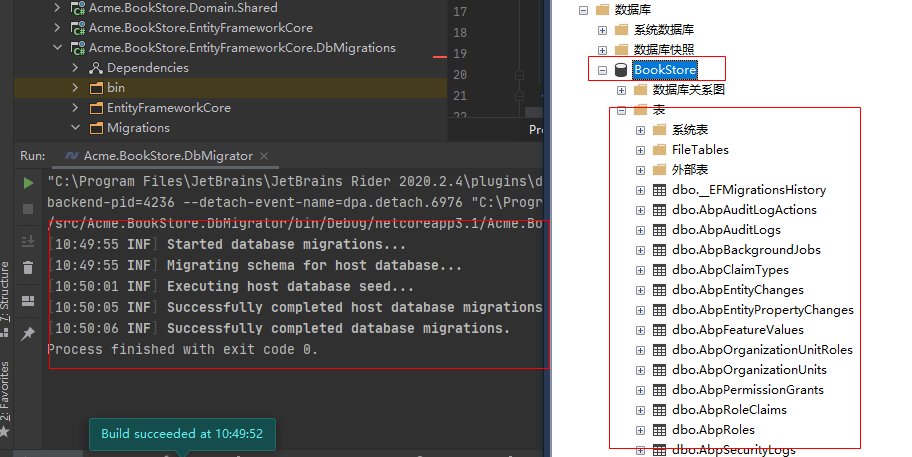 Acme.BookStore.Domain.Shared
Acme.BookStore.EntityFrameworkCore
Acme.BookStore.EntityFrameworkCore.DbMigrations
Dependencies
bin
EntityFrameworkCore
Migrations
17
18
19
20
21
22
Pro
Run:
Acme.BookStore.DbMigrator
"C:\Program Files\JetBrains\JetBrains Rider 2020.2.4\plugins\d
backend-pid=4236 --detach-event-name=dpa.detach.6976 "C:\Progr
/src/Acme.BookStore.DbMigrator/bin/Debug/netcoreapp3.1/Acme.Bo
[10:49:55 INF] Started database migrations...
[10:49:55 INF] Migrating schema for host database...
[10:50:01 INF] Executing host database seed...
[10:50:05 INF] Successfully completed host database migrations
[10:50:06 INF] Successfully completed database migrations.
Process finished with exit code 0.
Build succeeded at 10:49:52
7: Structure
2: Favorites
数据库
系统数据库
数据库快照
BookStore
数据库关系图
表
系统表
FileTables
外部表
dbo.__EFMigrationsHistory
dbo.AbpAuditLogActions
dbo.AbpAuditLogs
dbo.AbpBackgroundJobs
dbo.AbpClaimTypes
dbo.AbpEntityChanges
dbo.AbpEntityPropertyChanges
dbo.AbpFeatureValues
dbo.AbpOrganizationUnitRoles
dbo.AbpOrganizationUnits
dbo.AbpPermissionGrants
dbo.AbpRoleClaims
dbo.AbpRoles
dbo.AbpSecurityLogs